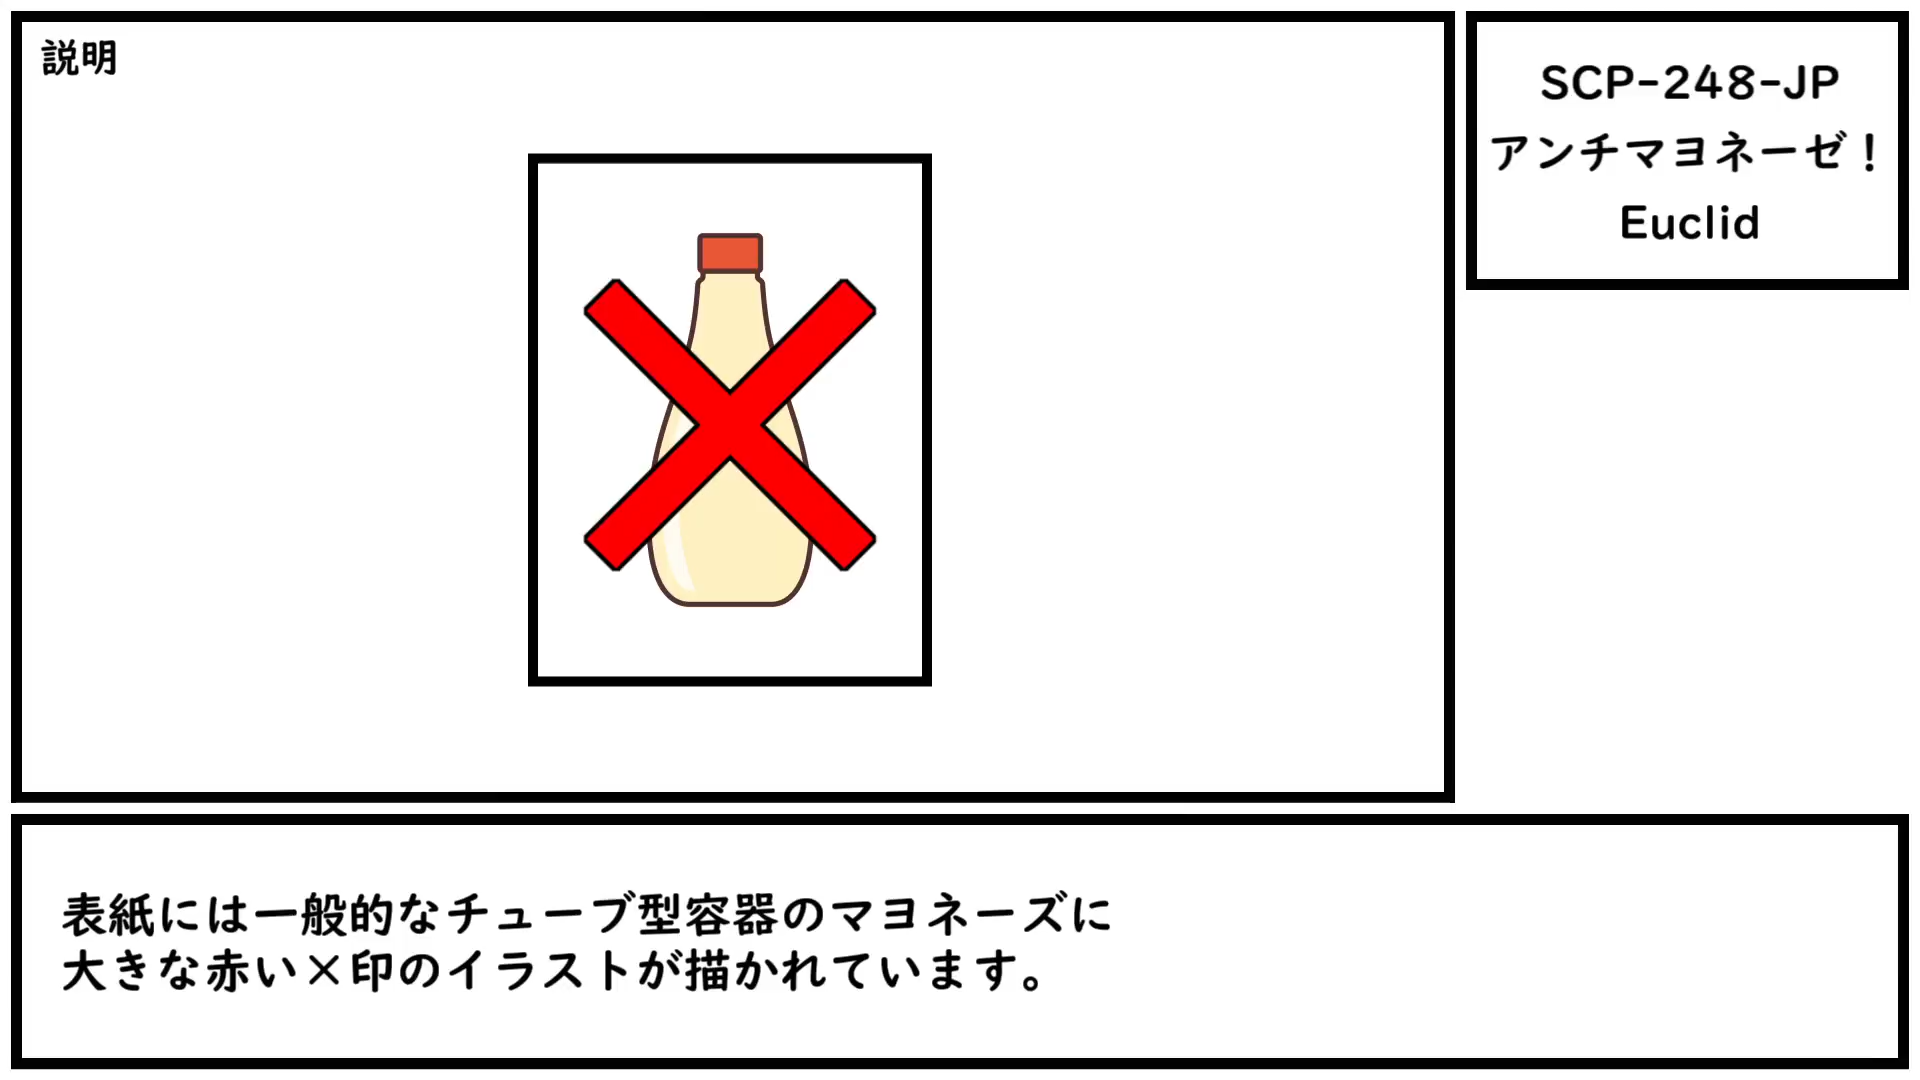 説明
SCP-248-JP
アンチマヨネーゼ！
Euclid
表紙には一般的なチューブ型容器のマヨネーズに
大きな赤い×印のイラストが描かれています。